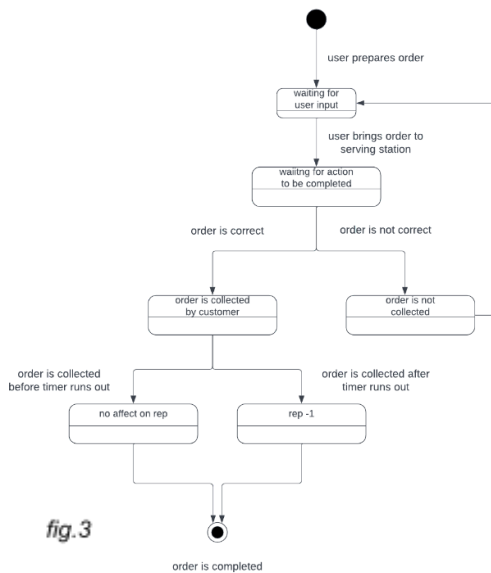 user prepares order
waiting for
user input
user brings order to
serving station
waitng for action
to be completed
order is correct
order is not correct
order is collected
by customer
order is not
collected
order is collected
before timer runs out
order is collected after
timer runs out
no affect on rep
rep -1
fig.3
order is completed